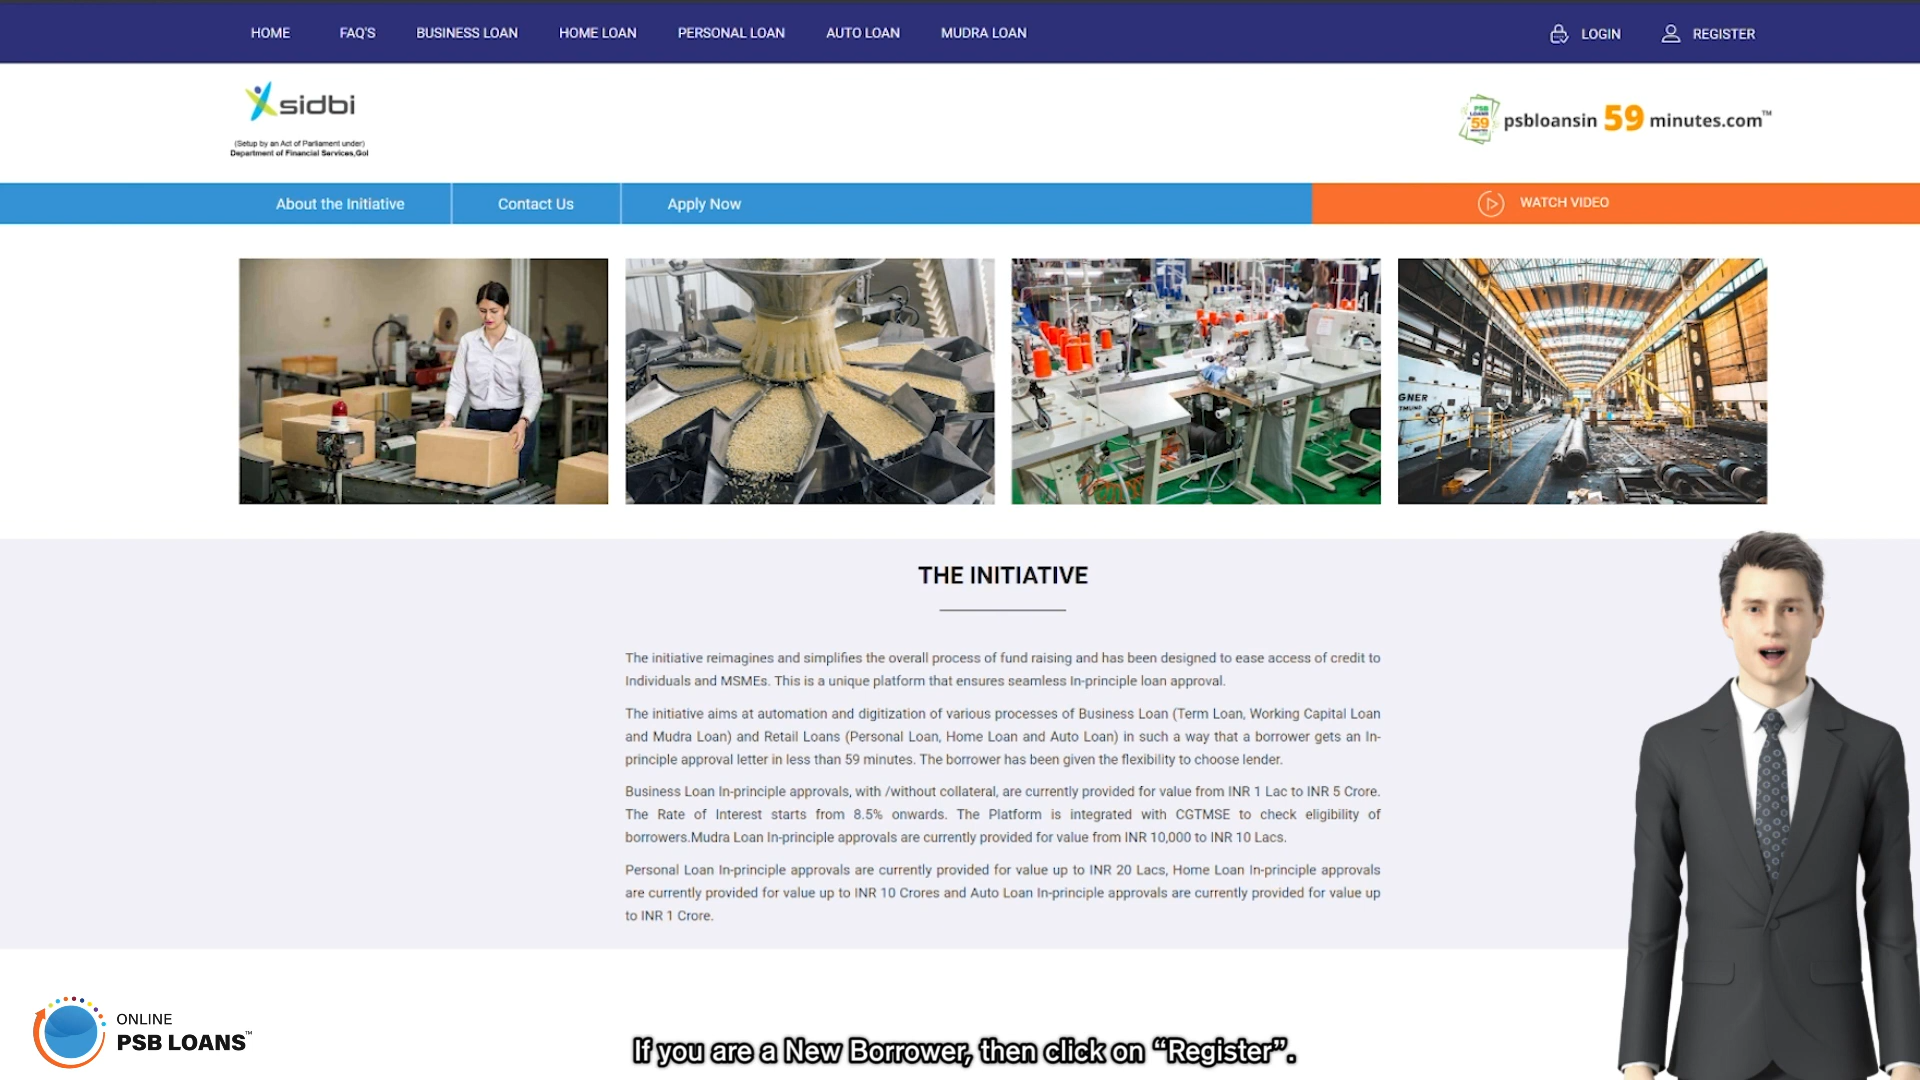 HOME FAQ'S BUSINESS LOAN HOME LOAN PERSONAL LOAN AUTO LOAN MUDRA LOAN LOGIN REGISTER
sidbi
(Setup by an Act of Parliament under)
Department of Financial Services,GoI
PSB LOANS 59
psbloansin 59 minutes.com™
About the Initiative Contact Us Apply Now WATCH VIDEO
GNER
TMUND
THE INITIATIVE
The initiative reimagines and simplifies the overall process of fund raising and has been designed to ease access of credit to
Individuals and MSMEs. This is a unique platform that ensures seamless In-principle loan approval.
The initiative aims at automation and digitization of various processes of Business Loan (Term Loan, Working Capital Loan
and Mudra Loan) and Retail Loans (Personal Loan, Home Loan and Auto Loan) in such a way that a borrower gets an In-
principle approval letter in less than 59 minutes. The borrower has been given the flexibility to choose lender.
Business Loan In-principle approvals, with /without collateral, are currently provided for value from INR 1 Lac to INR 5 Crore.
The Rate of Interest starts from 8.5% onwards. The Platform is integrated with CGTMSE to check eligibility of
borrowers.Mudra Loan In-principle approvals are currently provided for value from INR 10,000 to INR 10 Lacs.
Personal Loan In-principle approvals are currently provided for value up to INR 20 Lacs, Home Loan In-principle approvals
are currently provided for value up to INR 10 Crores and Auto Loan In-principle approvals are currently provided for value up
to INR 1 Crore.
ONLINE
PSB LOANS™
If you are a New Borrower, then click on “Register”.